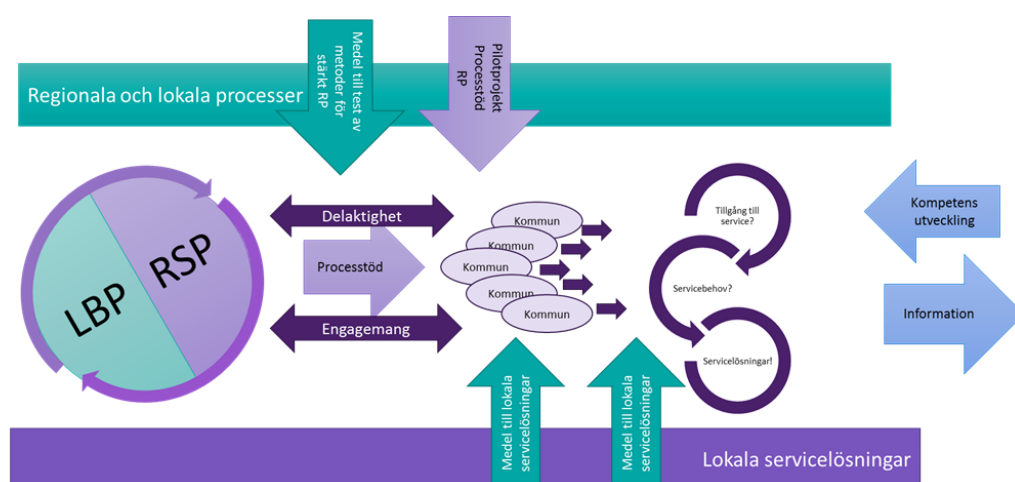 Regionala och lokala processer
Medel till test av
metoder för
stärkt RP
Pilotprojekt
Processtöd
RP
LBP
RSP
Delaktighet
Processtöd
Engagemang
Kommun
Kommun
Kommun
Kommun
Kommun
Tillgång till
service?
Servicebehov?
Servicelösningar!
Kompetens
utveckling
Information
Medel till lokala
servicelösningar
Medel till lokala
servicelösningar
Lokala servicelösningar